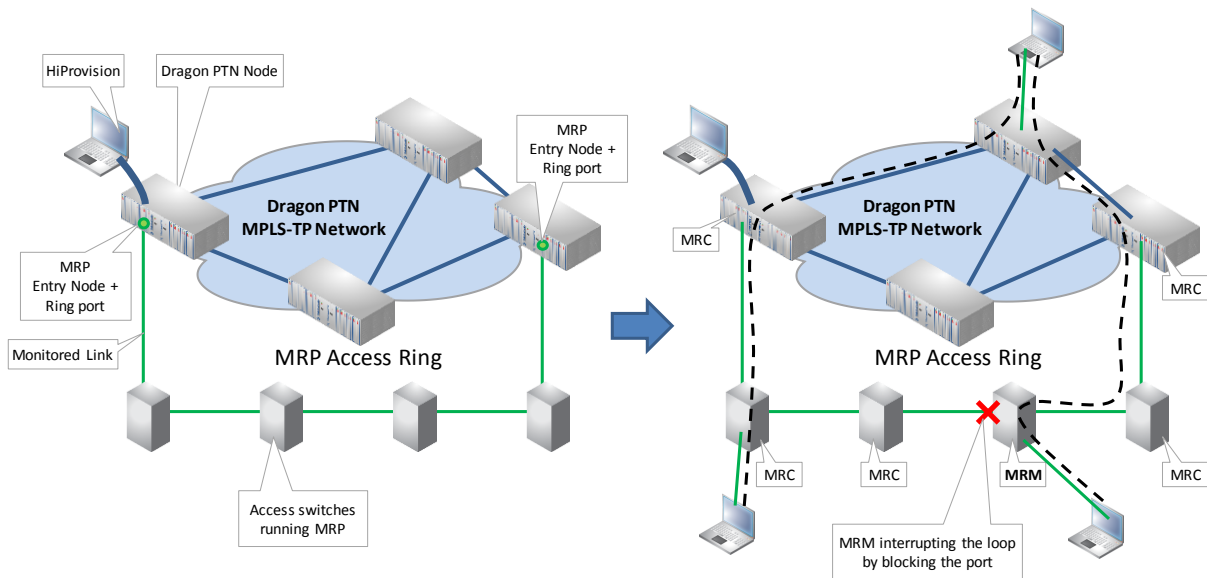 HiProvision
Dragon PTN Node
MRP
Entry Node +
Ring port
Dragon PTN
MPLS-TP Network
MRP
Entry Node +
Ring port
Monitored Link
MRP Access Ring
Access switches
running MRP
MRC
Dragon PTN
MPLS-TP Network
MRC
MRP Access Ring
MRC
MRC
MRM
MRC
MRM interrupting the loop
by blocking the port